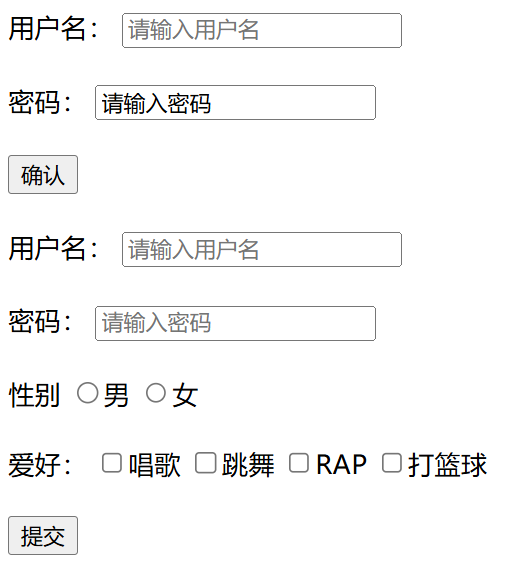 用户名： 请输入用户名
密码： 请输入密码
确认
用户名： 请输入用户名
密码： 请输入密码
性别 男 女
爱好： 唱歌 跳舞 RAP 打篮球
提交